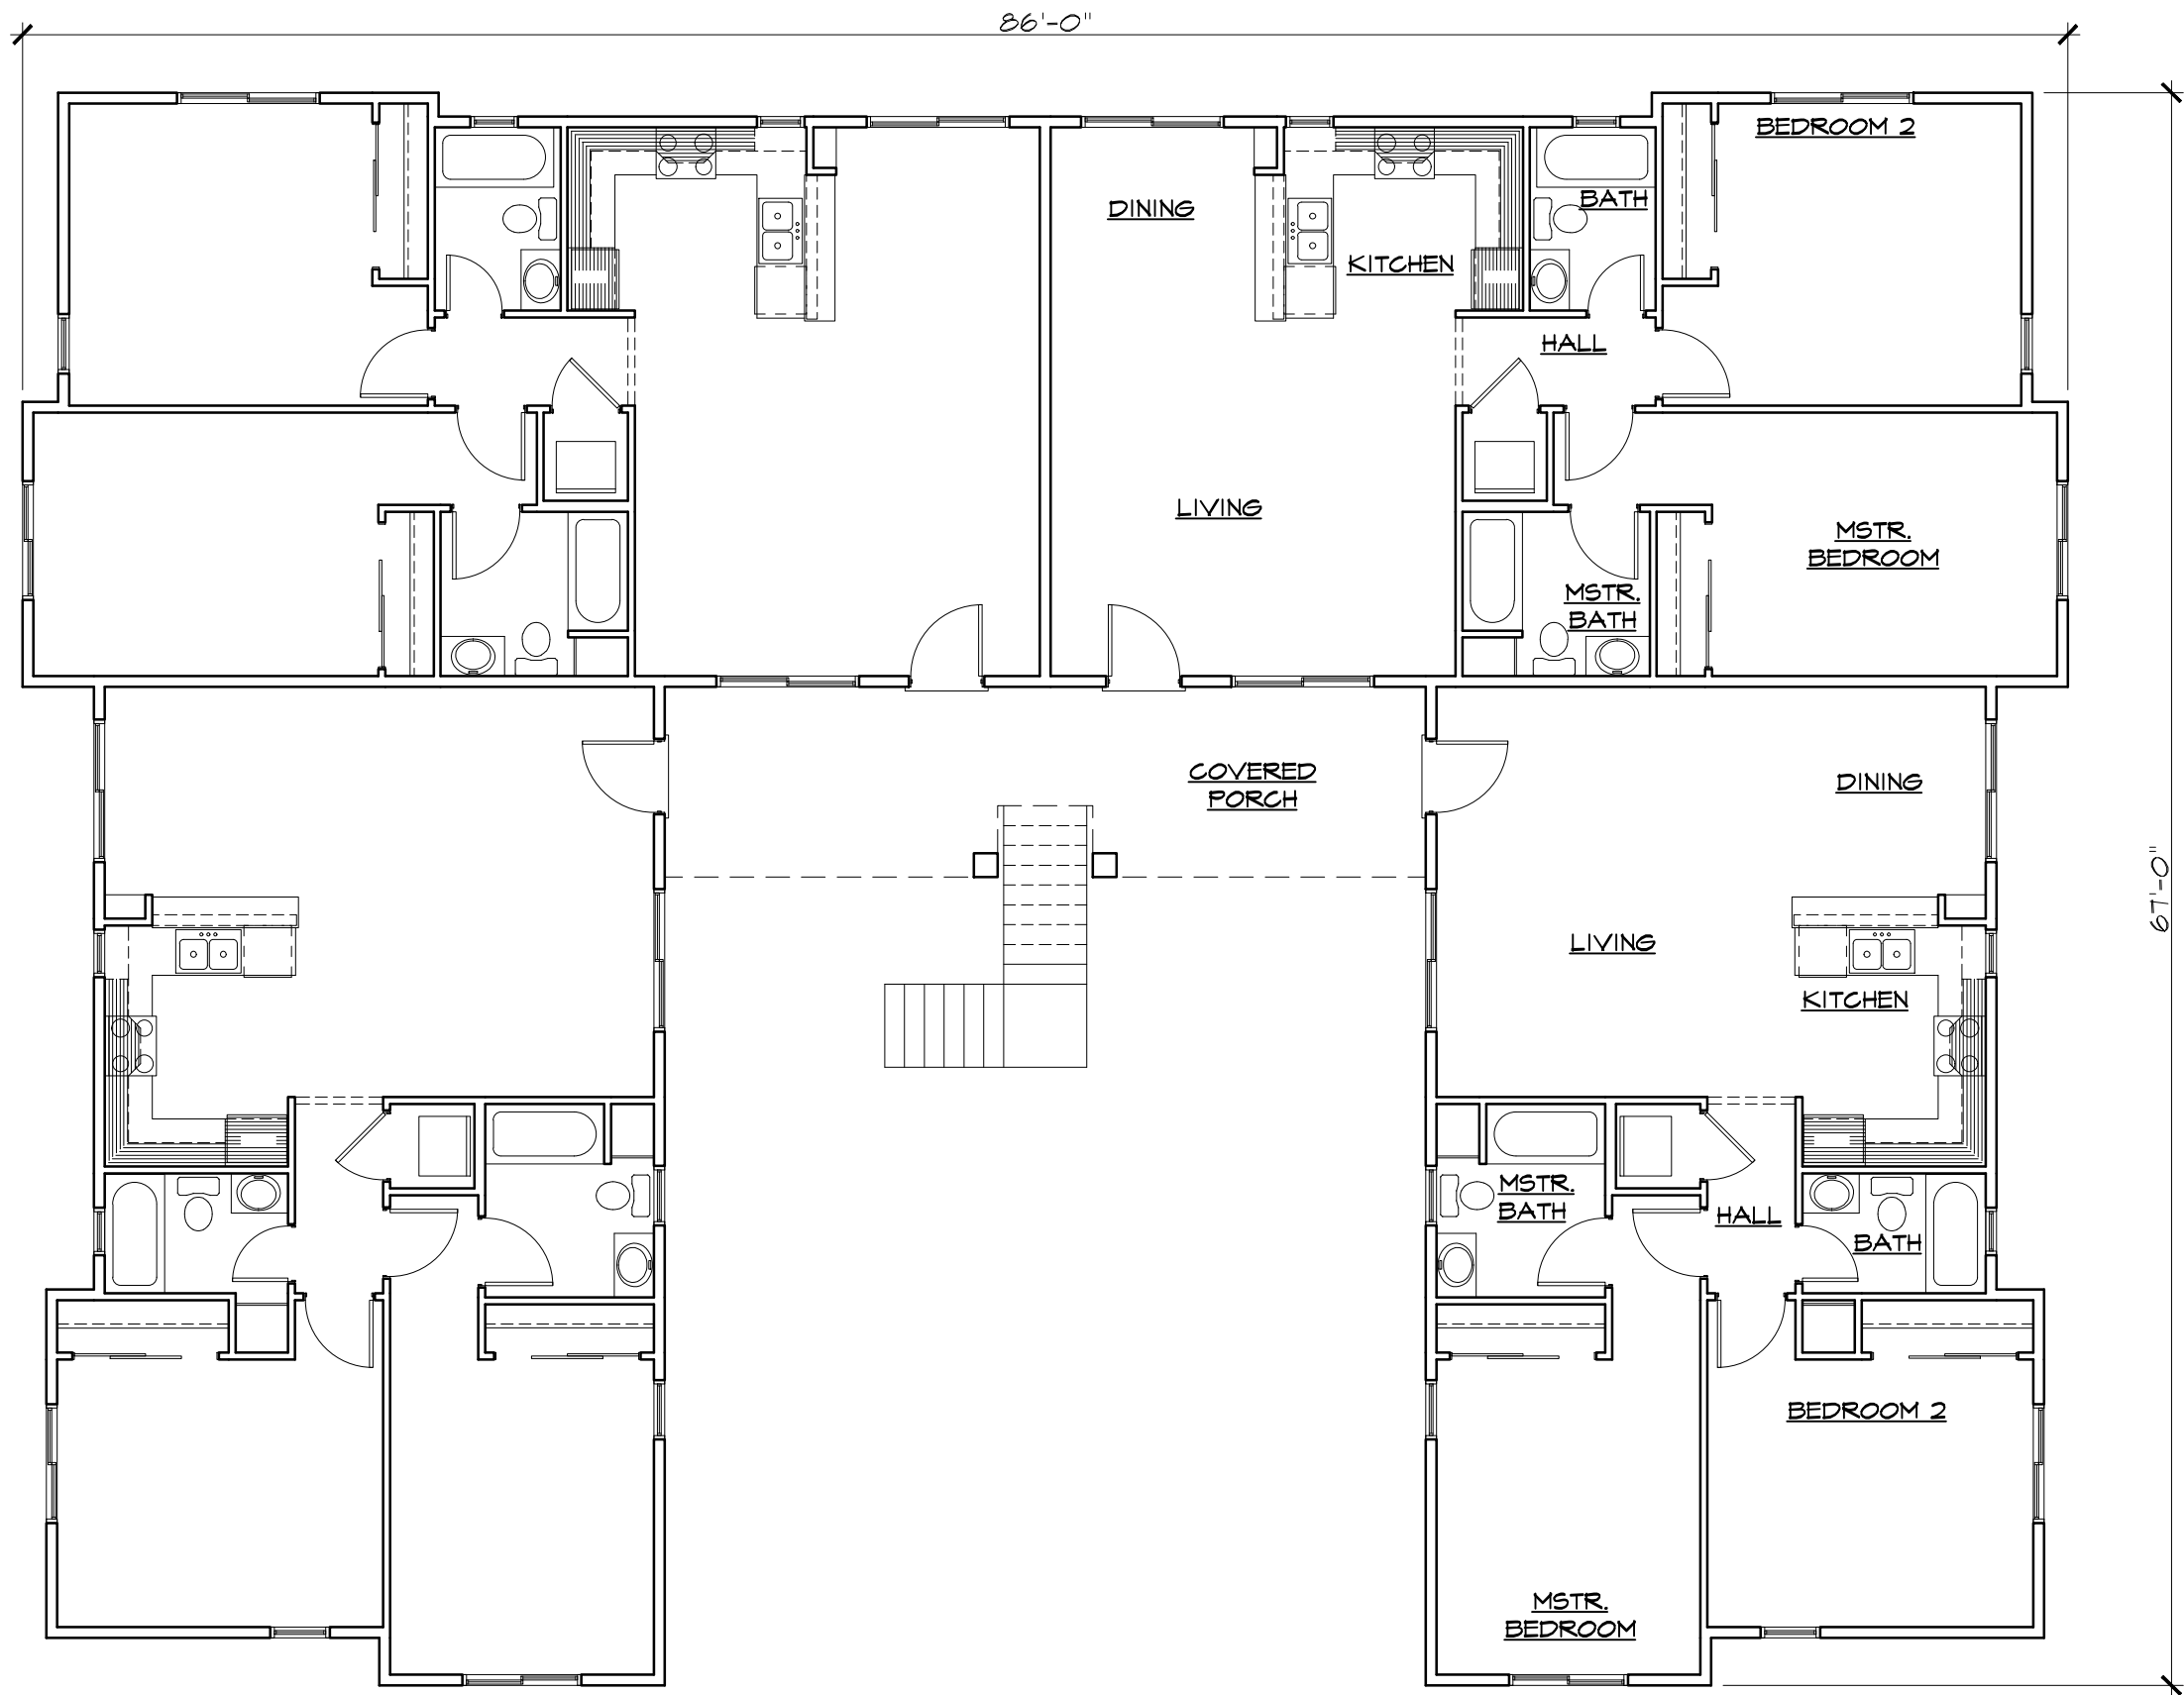 86'-0"
BEDROOM 2
BATH
DINING
KITCHEN
HALL
LIVING
MSTR.
BEDROOM
MSTR.
BATH
COVERED
PORCH
DINING
67'-0"
LIVING
KITCHEN
MSTR.
BATH
HALL
BATH
BEDROOM 2
MSTR.
BEDROOM